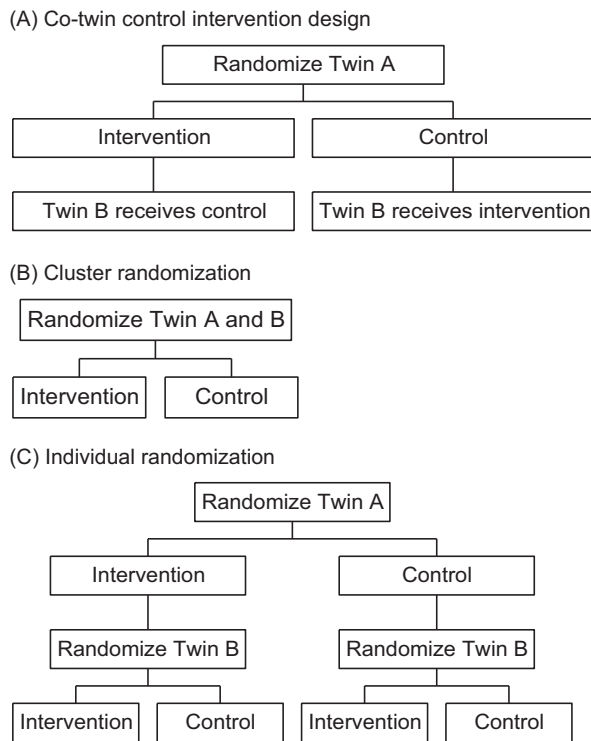 (A) Co-twin control intervention design
Randomize Twin A
Intervention
Control
Twin B receives control
Twin B receives intervention
(B) Cluster randomization
Randomize Twin A and B
Intervention
Control
(C) Individual randomization
Randomize Twin A
Intervention
Control
Randomize Twin B
Randomize Twin B
Intervention
Control
Intervention
Control